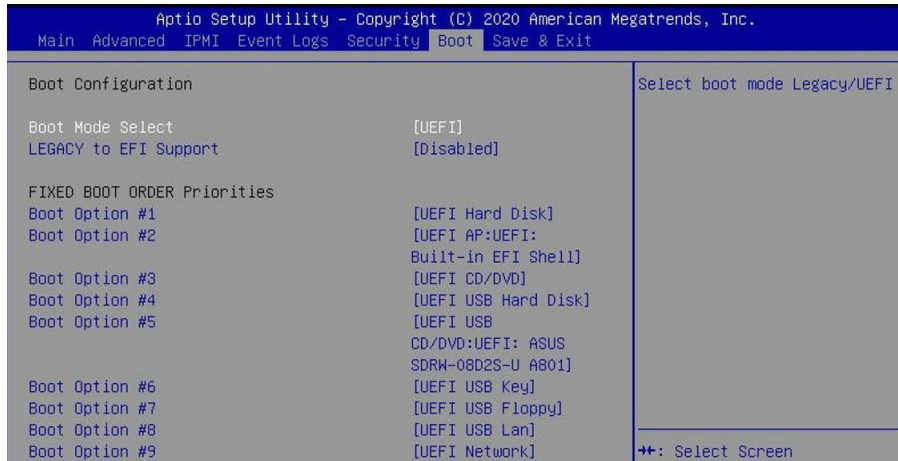 Aptio Setup Utility – Copyright (C) 2020 American Megatrends, Inc.
Main Advanced IPMI Event Logs Security Boot Save & Exit
Boot Configuration
Boot Mode Select [UEFI]
LEGACY to EFI Support [Disabled]
FIXED BOOT ORDER Priorities
Boot Option #1 [UEFI Hard Disk]
Boot Option #2 [UEFI AP:UEFI:
Built-in EFI Shell]
Boot Option #3 [UEFI CD/DVD]
Boot Option #4 [UEFI USB Hard Disk]
Boot Option #5 [UEFI USB
CD/DVD:UEFI: ASUS
SDRW-08D2S-U A801]
Boot Option #6 [UEFI USB Key]
Boot Option #7 [UEFI USB Floppy]
Boot Option #8 [UEFI USB Lan]
Boot Option #9 [UEFI Network]
Select boot mode Legacy/UEFI
→←: Select Screen